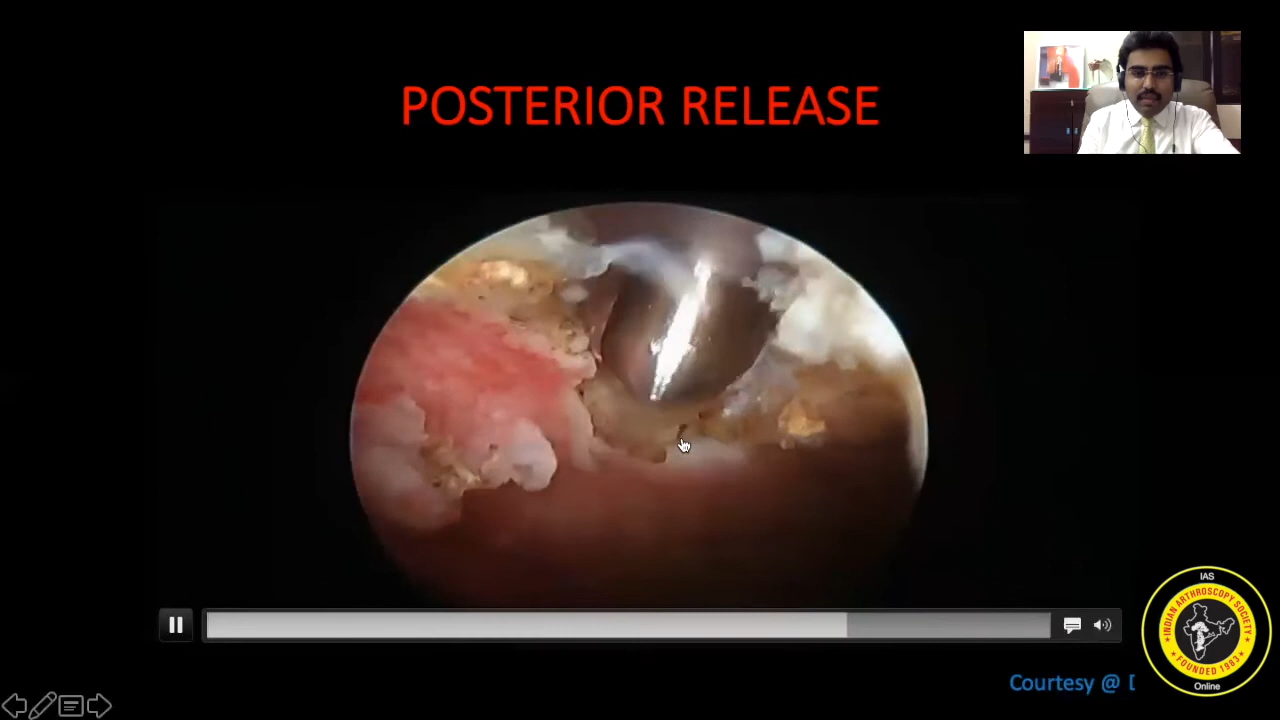 POSTERIOR RELEASE
IAS
INDIAN ARTHROSCOPY SOCIETY
FOUNDED 1983
Online
Courtesy @